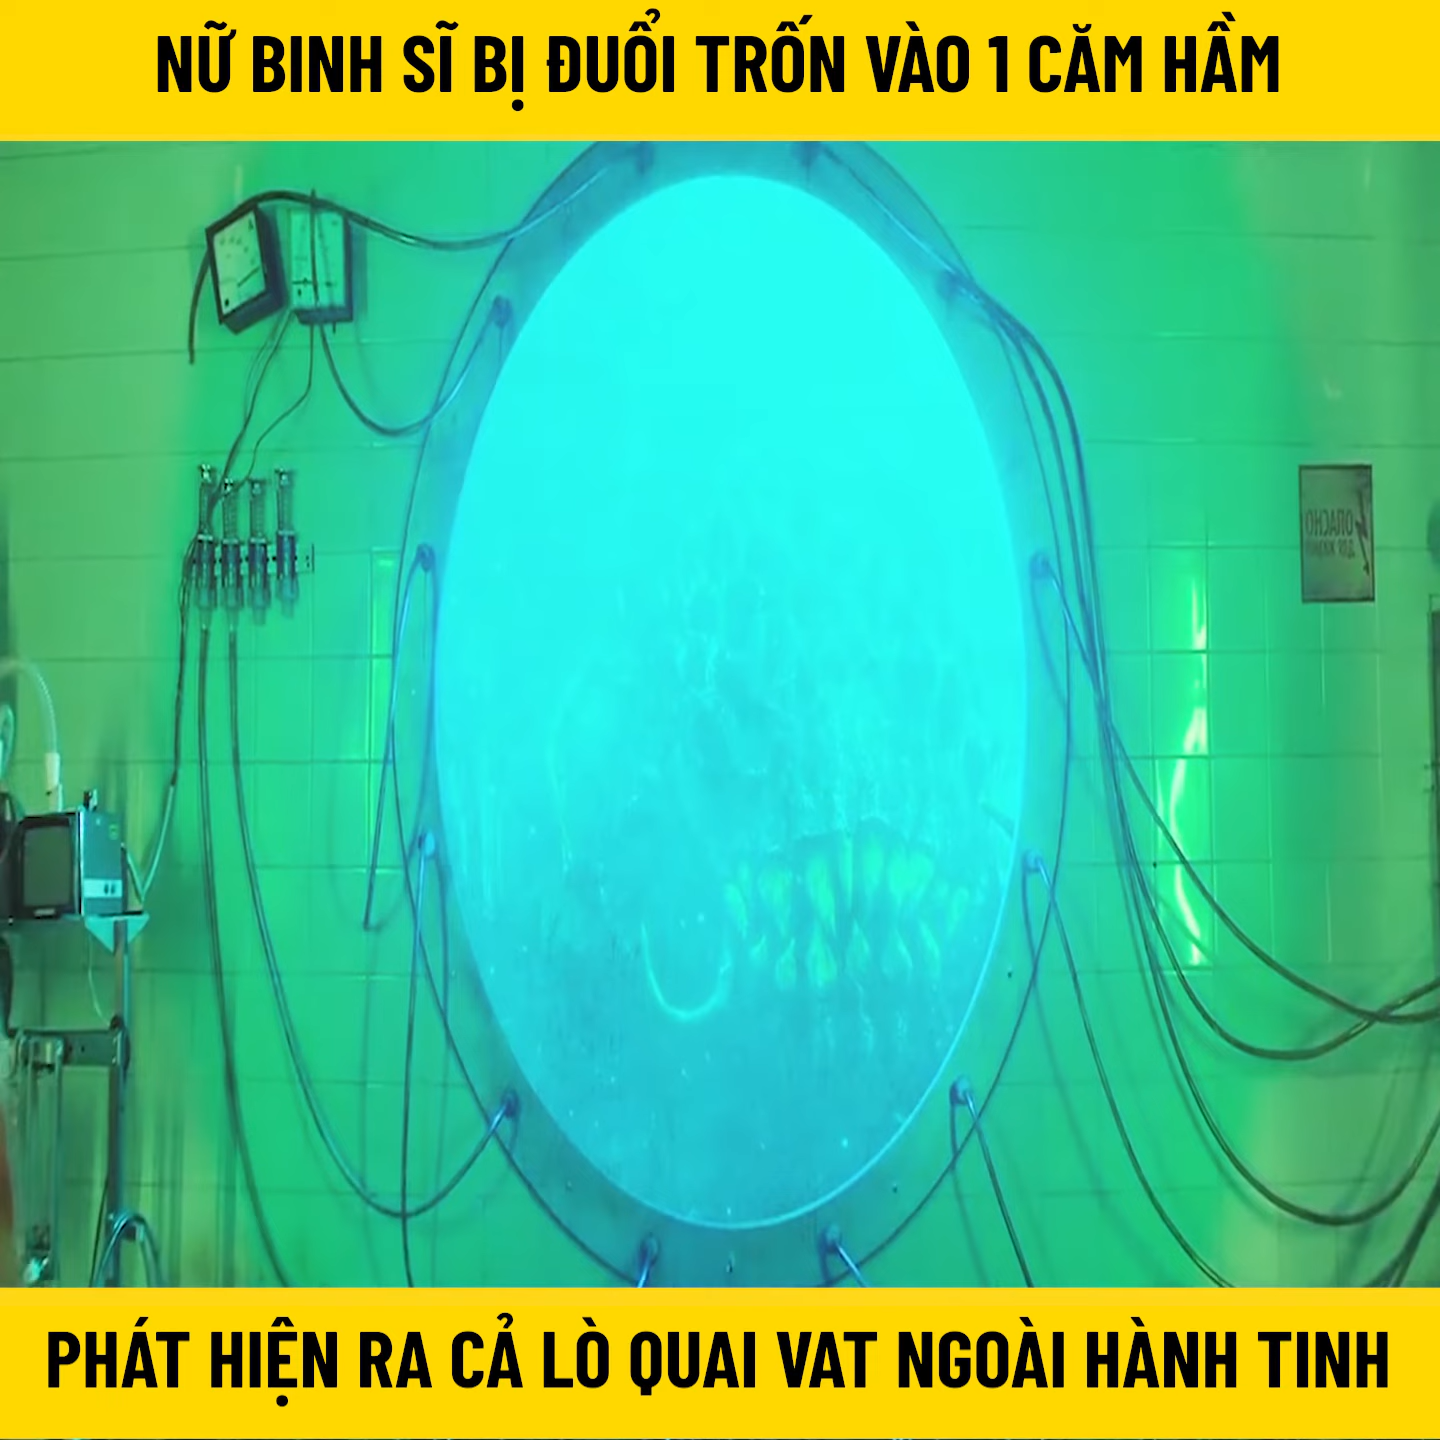 NỮ BINH SĨ BỊ ĐUỔI TRỐN VÀO 1 CĂM HẦM
ОПАСНО
PHÁT HIỆN RA CẢ LÒ QUAI VAT NGOÀI HÀNH TINH